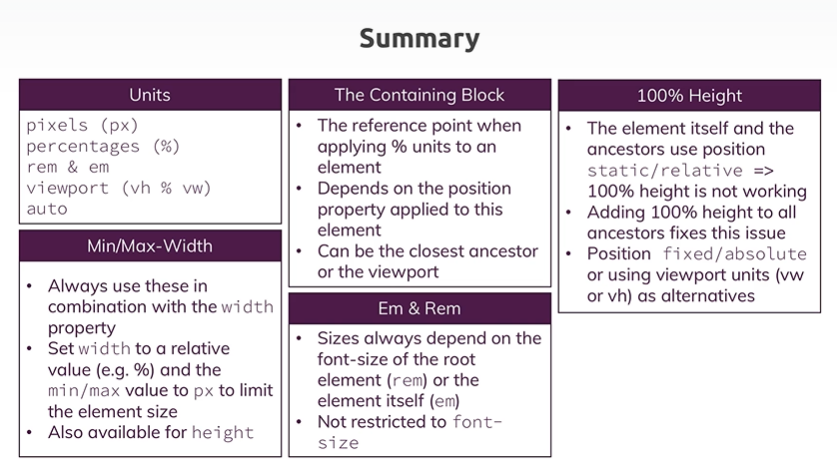 Summary
Units
pixels (px)
percentages (%)
rem & em
viewport (vh % vw)
auto
Min/Max-Width
• Always use these in
combination with the width
property
• Set width to a relative
value (e.g. %) and the
min/max value to px to limit
the element size
• Also available for height
The Containing Block
• The reference point when
applying % units to an
element
• Depends on the position
property applied to this
element
• Can be the closest ancestor
or the viewport
Em & Rem
• Sizes always depend on the
font-size of the root
element (rem) or the
element itself (em)
• Not restricted to font-
size
100% Height
• The element itself and the
ancestors use position
static/relative =>
100% height is not working
• Adding 100% height to all
ancestors fixes this issue
• Position fixed/absolute
or using viewport units (vw
or vh) as alternatives